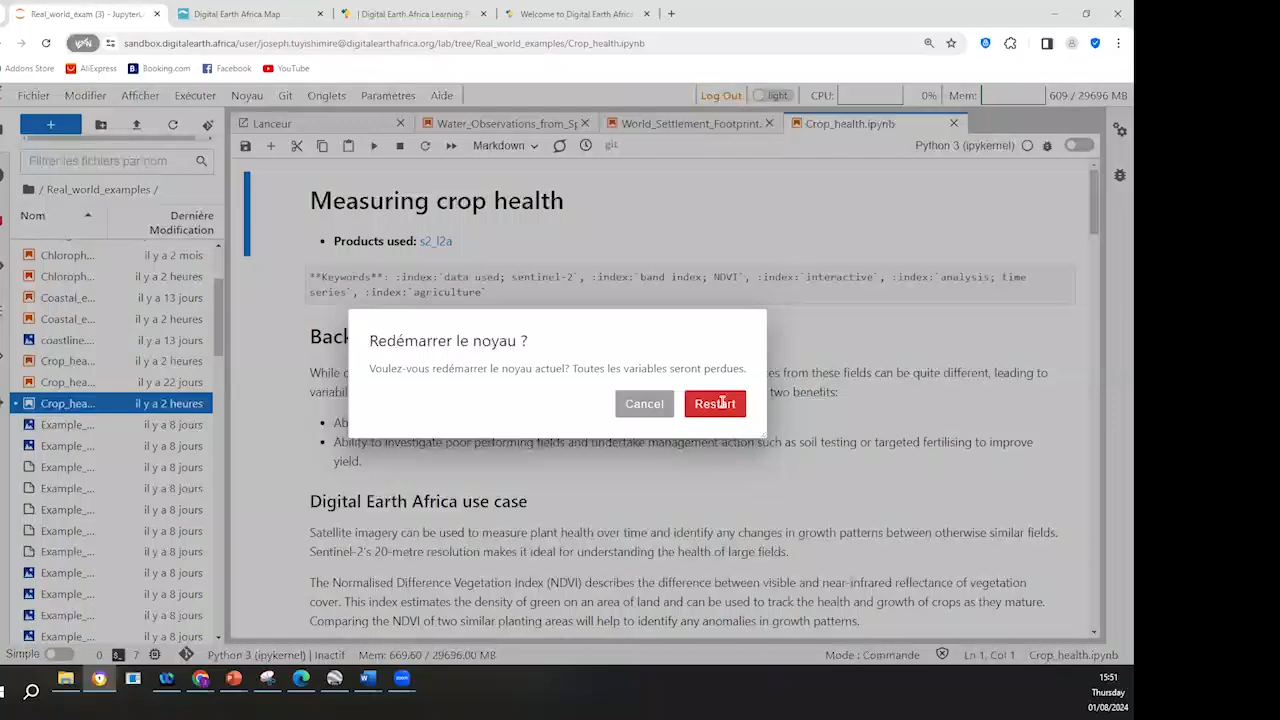 Real_world_exam (3) - JupyterL
Digital Earth Africa Map
| Digital Earth Africa Learning P
Welcome to Digital Earth Africa
sandbox.digitalearth.africa/user/joseph.tuyishimire@digitalearthafrica.org/lab/tree/Real_world_examples/Crop_health.ipynb
Addons Store
AliExpress
Booking.com
Facebook
YouTube
Fichier Modifier Afficher Exécuter Noyau Git Onglets Paramètres Aide
Log Out light CPU: 0% Mem: 609 / 29696 MB
Lanceur
Water_Observations_from_Sp
World_Settlement_Footprint.
Crop_health.ipynb
Markdown git Python 3 (ipykernel)
Filtrer les fichiers par nom
/ Real_world_examples /
Nom Dernière
Modification
Chloroph... il y a 2 mois
Chloroph... il y a 2 heures
Coastal_e... il y a 13 jours
Coastal_e... il y a 2 heures
coastline. il y a 13 jours
Crop_hea... il y a 2 heures
Crop_hea... il y a 22 jours
Crop_hea... il y a 2 heures
Example_... il y a 8 jours
Example_... il y a 8 jours
Example_... il y a 8 jours
Example_... il y a 8 jours
Example_... il y a 8 jours
Example_... il y a 8 jours
Example_... il y a 8 jours
Example_... il y a 8 jours
Example_... il y a 8 jours
Example_... il y a 8 jours
Example_... il y a 8 jours
Measuring crop health
• Products used: s2_l2a
**Keywords**: :index:`data used; sentinel-2`, :index:`band index; NDVI`, :index:`interactive`, :index:`analysis; time
series`, :index:`agriculture`
Back
While es from these fields can be quite different, leading to
variabil two benefits:
Redémarrer le noyau ?
Voulez-vous redémarrer le noyau actuel? Toutes les variables seront perdues.
Cancel Restart
• Ab
• Ability to investigate poor performing fields and undertake management action such as soil testing or targeted fertilising to improve
yield.
Digital Earth Africa use case
Satellite imagery can be used to measure plant health over time and identify any changes in growth patterns between otherwise similar fields.
Sentinel-2's 20-metre resolution makes it ideal for understanding the health of large fields.
The Normalised Difference Vegetation Index (NDVI) describes the difference between visible and near-infrared reflectance of vegetation
cover. This index estimates the density of green on an area of land and can be used to track the health and growth of crops as they mature.
Comparing the NDVI of two similar planting areas will help to identify any anomalies in growth patterns.
Simple 0 7 Python 3 (ipykernel) | Inactif Mem: 669.60 / 29696.00 MB Mode : Commande Ln 1, Col 1 Crop_health.ipynb
15:51
Thursday
01/08/2024